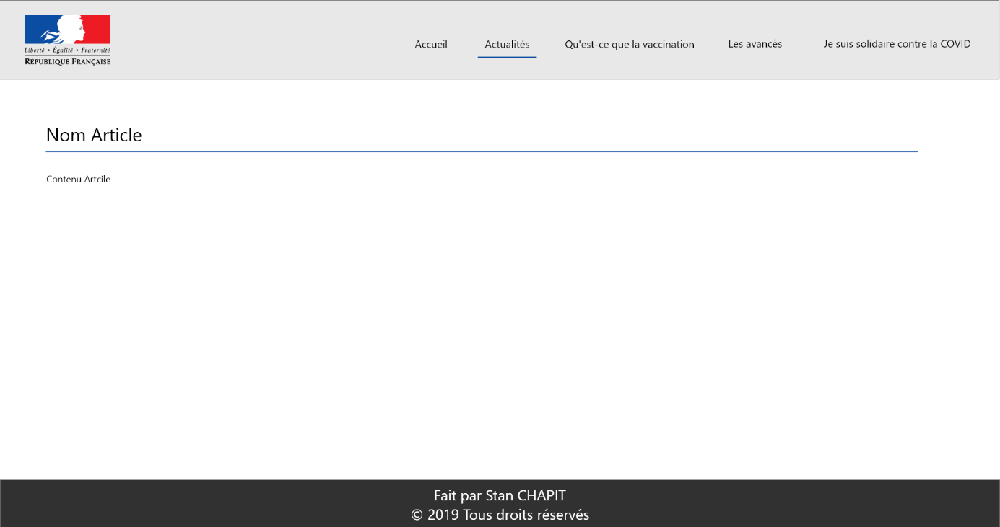 Liberté • Égalité • Fraternité
RÉPUBLIQUE FRANÇAISE
Accueil
Actualités
Qu'est-ce que la vaccination
Les avancés
Je suis solidaire contre la COVID
Nom Article
Contenu Artcile
Fait par Stan CHAPIT
© 2019 Tous droits réservés